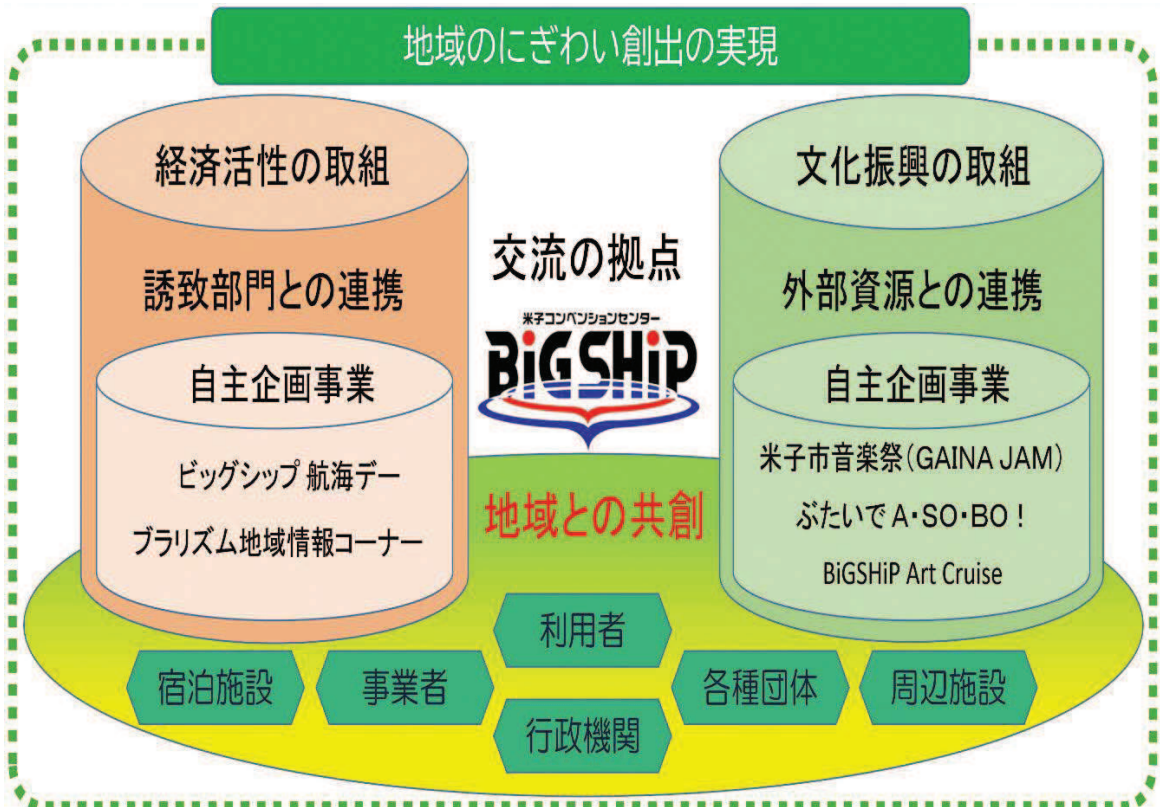 地域のにぎわい創出の実現
経済活性の取組
誘致部門との連携
自主企画事業
ビッグシップ 航海デー
ブラリズム地域情報コーナー
交流の拠点
米子コンベンションセンター
BiGSHiP
地域との共創
文化振興の取組
外部資源との連携
自主企画事業
米子市音楽祭(GAINA JAM)
ぶたいで A・SO・BO!
BiGSHiP Art Cruise
利用者
宿泊施設
事業者
各種団体
周辺施設
行政機関